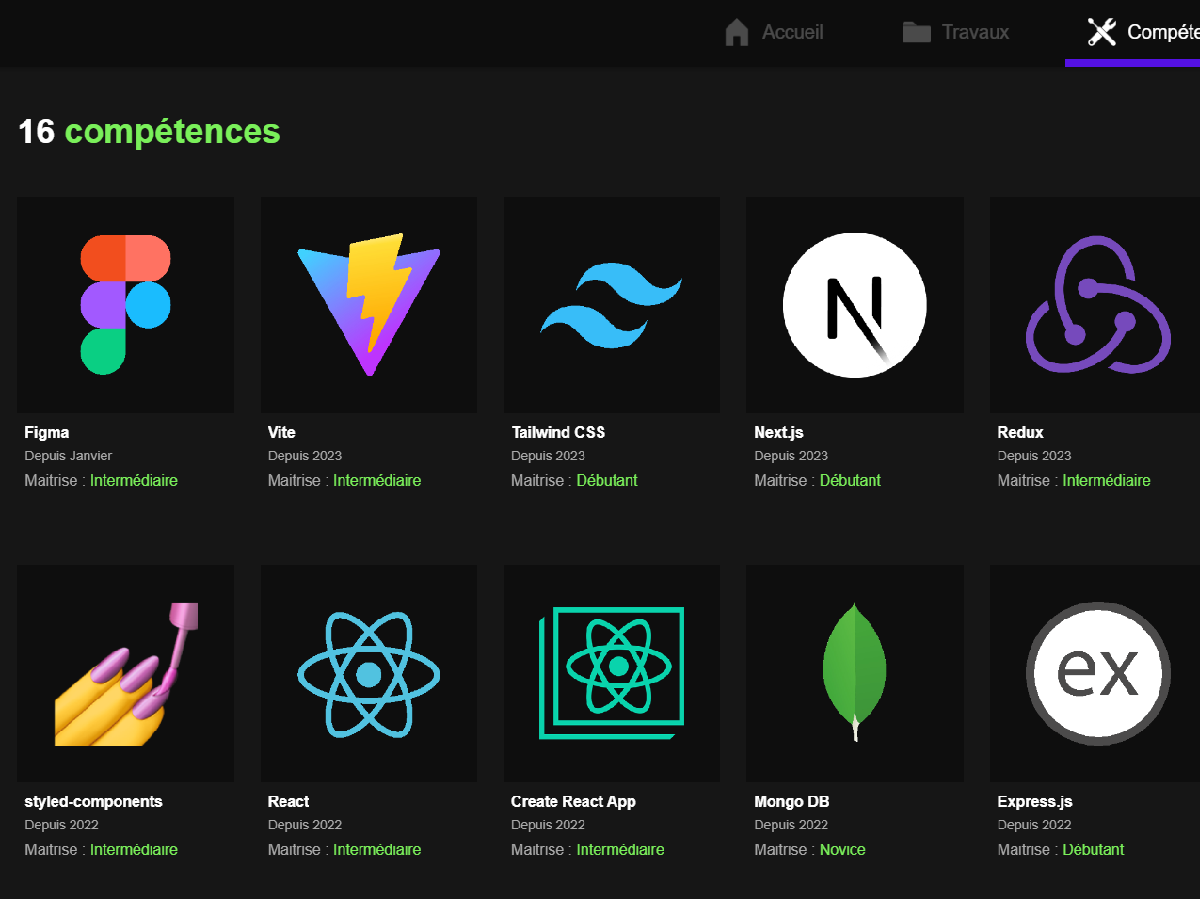 Accueil
Travaux
Compéte
16 compétences
N
Figma
Depuis Janvier
Maitrise : Intermédiaire
Vite
Depuis 2023
Maitrise : Intermédiaire
Tailwind CSS
Depuis 2023
Maitrise : Débutant
Next.js
Depuis 2023
Maitrise : Débutant
Redux
Depuis 2023
Maitrise : Intermédiaire
ex
styled-components
Depuis 2022
Maitrise : Intermédiaire
React
Depuis 2022
Maitrise : Intermédiaire
Create React App
Depuis 2022
Maitrise : Intermédiaire
Mongo DB
Depuis 2022
Maitrise : Novice
Express.js
Depuis 2022
Maitrise : Débutant